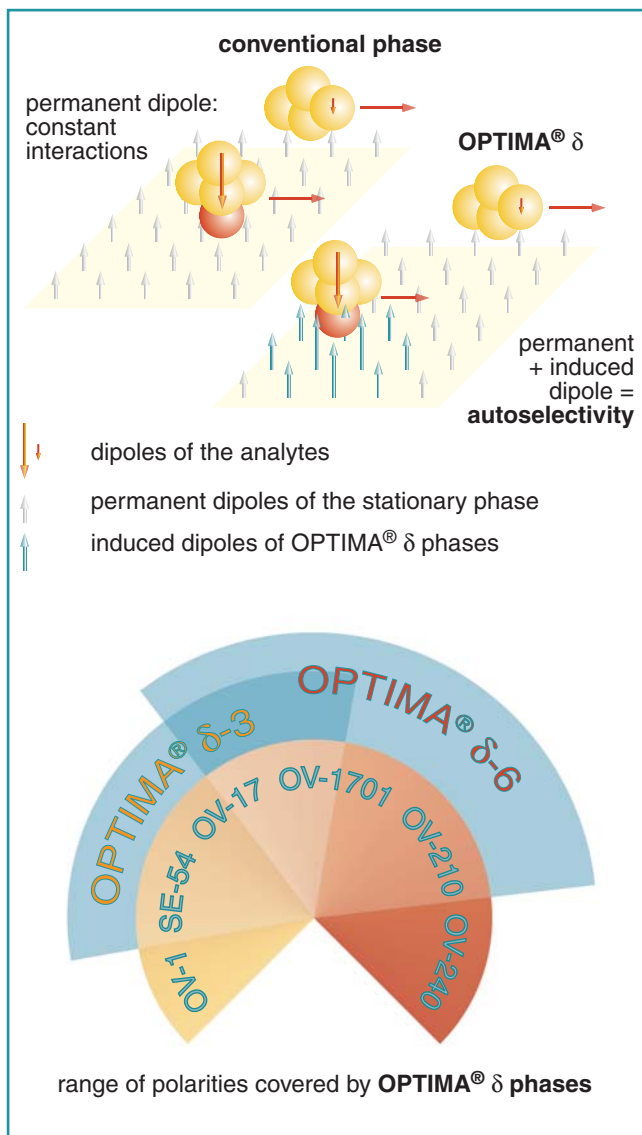 conventional phase
permanent dipole:
constant
interactions
OPTIMA® δ
permanent
+ induced
dipole =
autoselectivity
dipoles of the analytes
permanent dipoles of the stationary phase
induced dipoles of OPTIMA® δ phases
OPTIMA® δ-3
OPTIMA® δ-6
OV-1
SE-54
OV-17
OV-1701
OV-210
OV-240
range of polarities covered by OPTIMA® δ phases